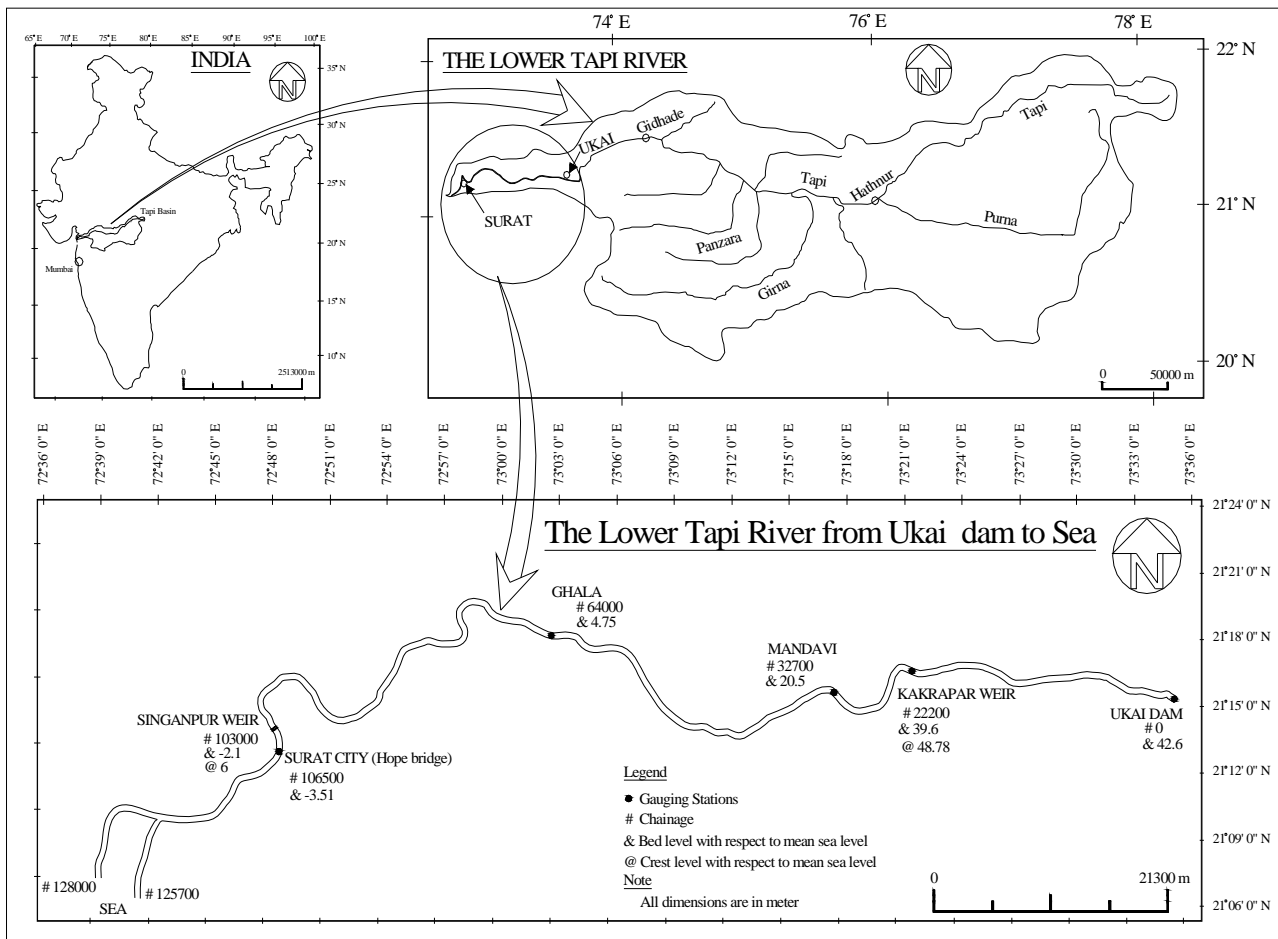 65˚ E 70˚ E 75˚ E 80˚ E 85˚ E 90˚ E 95˚ E 100˚ E
INDIA
N
35˚ N
30˚ N
25˚ N
20˚ N
15˚ N
10˚ N
Tapi Basin
Mumbai
0 2513000 m
74˚ E 76˚ E 78˚ E
THE LOWER TAPI RIVER
N
22˚ N
21˚ N
20˚ N
Gidhade
UKAI
SURAT
Tapi
Tapi
Hathnur
Purna
Panzara
Girna
0 50000 m
72˚36' 0" E
72˚39' 0" E
72˚42' 0" E
72˚45' 0" E
72˚48' 0" E
72˚51' 0" E
72˚54' 0" E
72˚57' 0" E
73˚00' 0" E
73˚03' 0" E
73˚06' 0" E
73˚09' 0" E
73˚12' 0" E
73˚15' 0" E
73˚18' 0" E
73˚21' 0" E
73˚24' 0" E
73˚27' 0" E
73˚30' 0" E
73˚33' 0" E
73˚36' 0" E
The Lower Tapi River from Ukai dam to Sea
N
21˚ 24' 0" N
21˚ 21' 0" N
21˚ 18' 0" N
21˚ 15' 0" N
21˚ 12' 0" N
21˚ 09' 0" N
21˚ 06' 0" N
GHALA
# 64000
& 4.75
MANDAVI
# 32700
& 20.5
KAKRAPAR WEIR
# 22200
& 39.6
@ 48.78
UKAI DAM
# 0
& 42.6
SINGANPUR WEIR
# 103000
& -2.1
@ 6
SURAT CITY (Hope bridge)
# 106500
& -3.51
# 128000
# 125700
SEA
Legend
Gauging Stations
# Chainage
& Bed level with respect to mean sea level
@ Crest level with respect to mean sea level
Note
All dimensions are in meter
0 21300 m